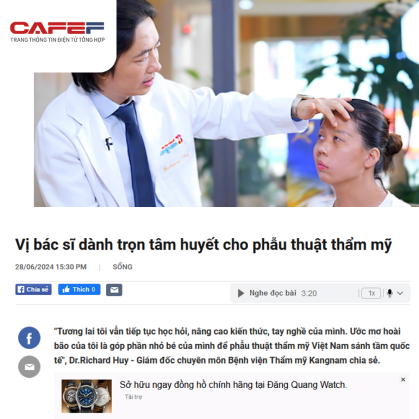 CAFEF
TRANG THÔNG TIN ĐIỆN TỬ TỔNG HỢP
Vị bác sĩ dành trọn tâm huyết cho phẫu thuật thẩm mỹ
28/06/2024 15:30 PM | SỐNG
Chia sẻ Thích 0
Nghe đọc bài 3:20 1x
"Tương lai tôi vẫn tiếp tục học hỏi, nâng cao kiến thức, tay nghề của mình. Ước mơ hoài
bão của tôi là góp phần nhỏ bé của mình để phẫu thuật thẩm mỹ Việt Nam sánh tầm quốc
tế", Dr.Richard Huy - Giám đốc chuyên môn Bệnh viện Thẩm mỹ Kangnam chia sẻ.
Sở hữu ngay đồng hồ chính hãng tại Đăng Quang Watch.
Tài trợ